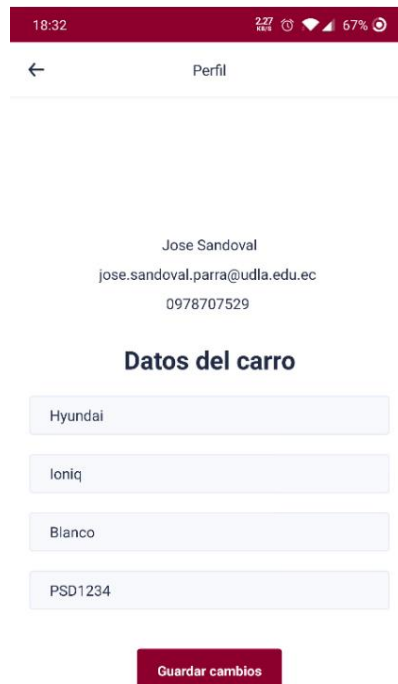 18:32 2.27 KB/S 67%
Perfil
Jose Sandoval
jose.sandoval.parra@udla.edu.ec
0978707529
Datos del carro
Hyundai
Ioniq
Blanco
PSD1234
Guardar cambios